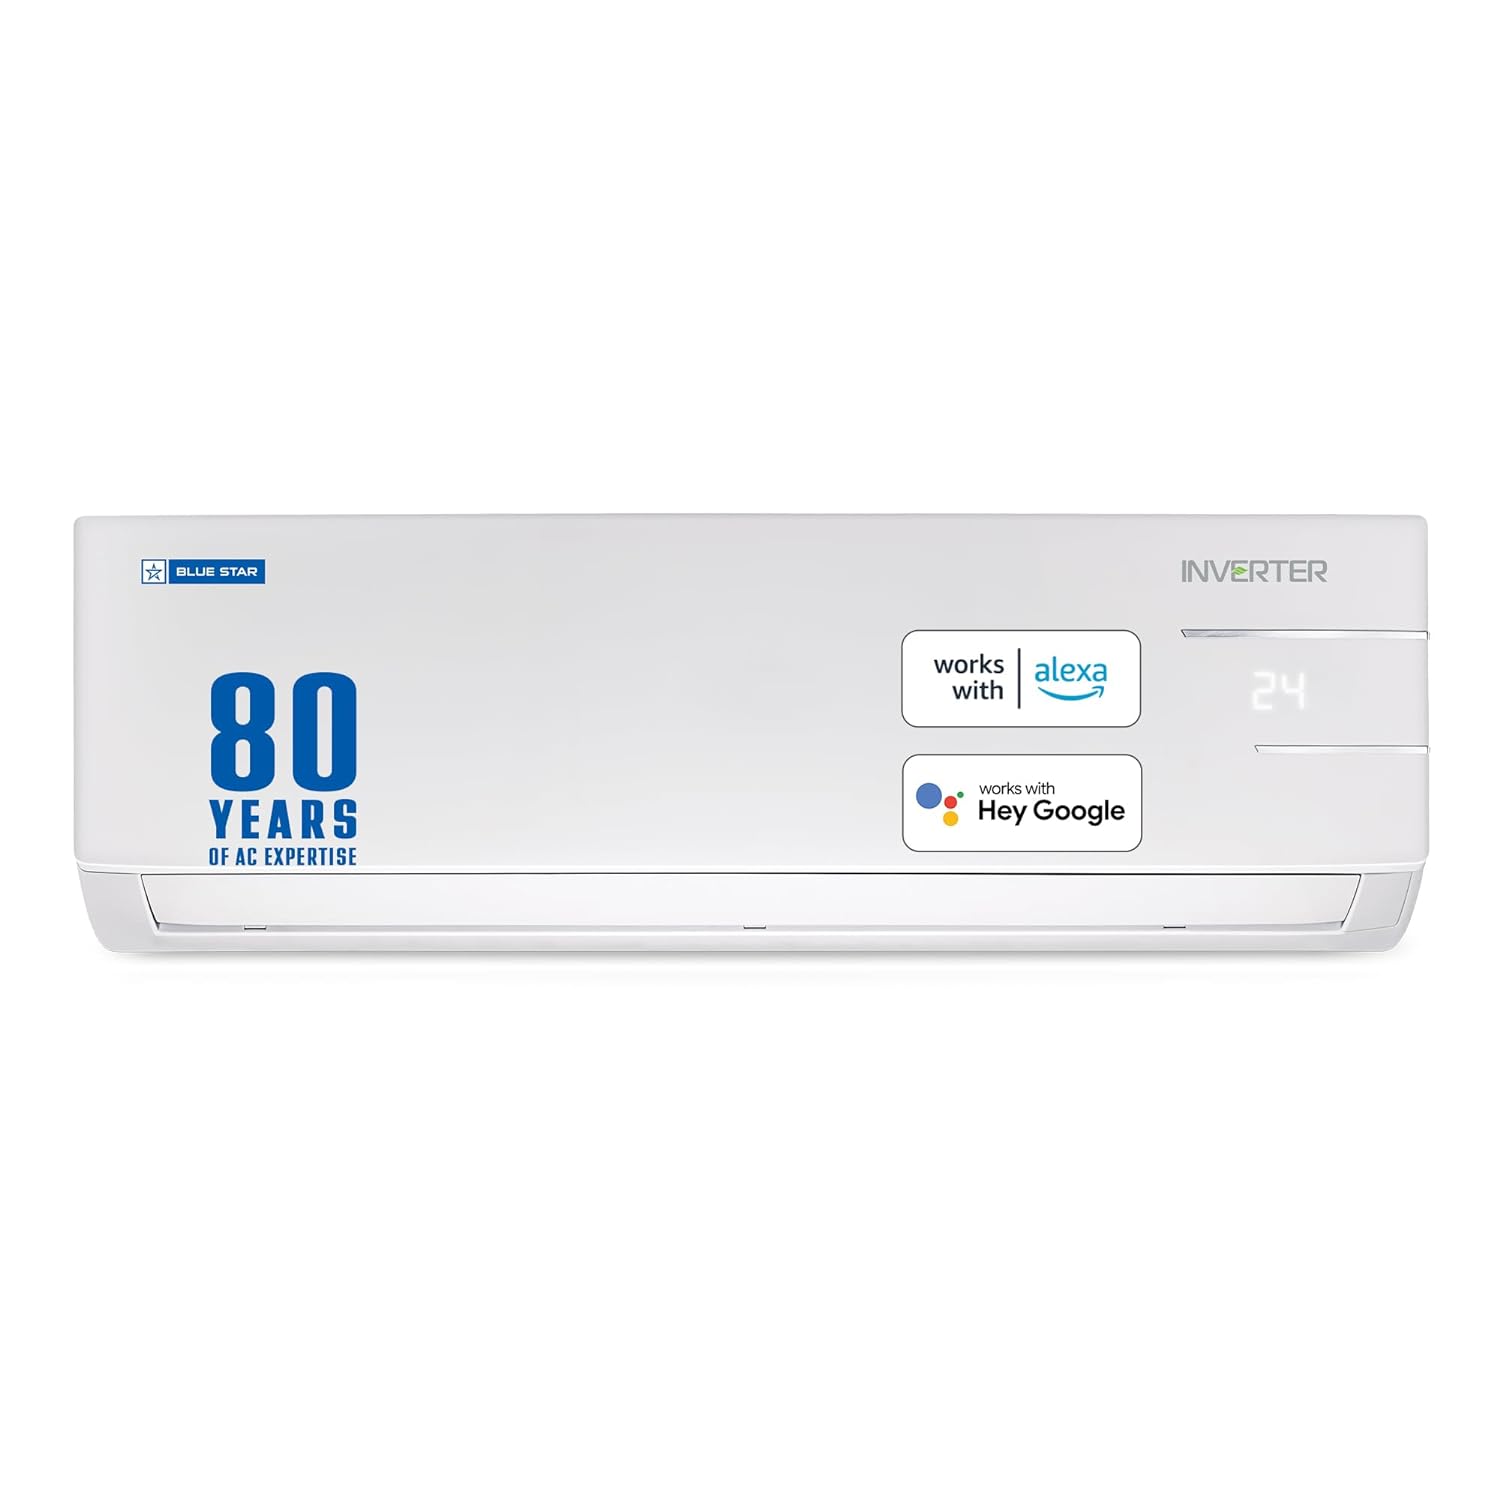 BLUE STAR
INVERTER
works
with
alexa
24
80
YEARS
OF AC EXPERTISE
works with
Hey Google